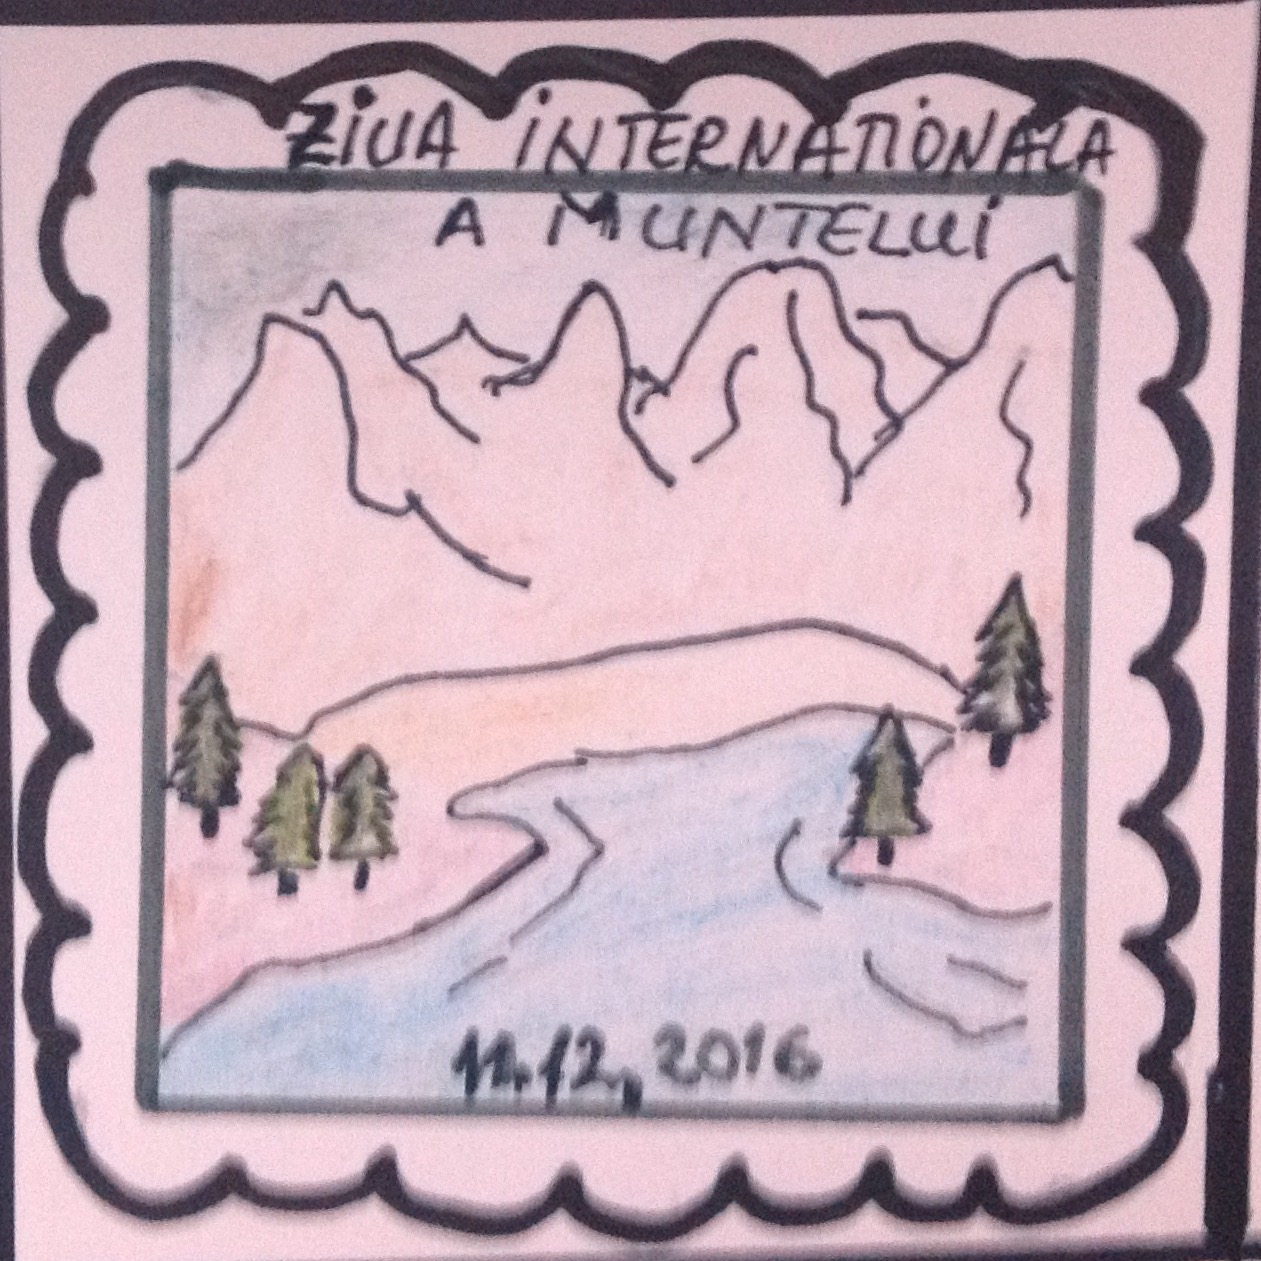 ZIUA INTERNATIONALA
A MUNTELUI
11.12.2016